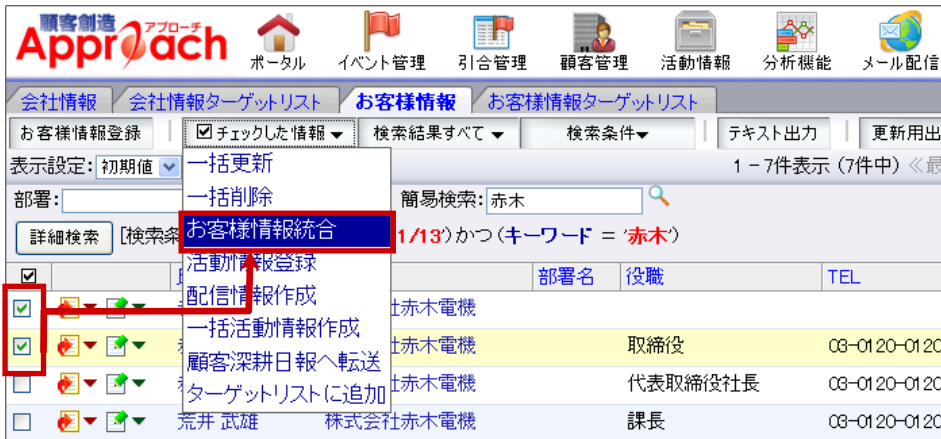 顧客創造 アプローチ
Approach
ポータル イベント管理 引合管理 顧客管理 活動情報 分析機能 メール配信
会社情報 会社情報ターゲットリスト お客様情報 お客様情報ターゲットリスト
お客様情報登録 チェックした情報 検索結果すべて 検索条件 テキスト出力 更新用出
表示設定: 初期値 1 - 7件表示 (7件中) ≪最
一括更新
部署: 簡易検索: 赤木
一括削除
詳細検索 [検索条 1/13')かつ(キーワード = '赤木')
お客様情報統合
活動情報登録
部署名 役職 TEL
配信情報作成
社赤木電機
一括活動情報作成
社赤木電機 取締役 03-0120-0120
顧客深耕日報へ転送
社赤木電機 代表取締役社長 03-0120-0120
ターゲットリストに追加
荒井 武雄 株式会社赤木電機 課長 03-0120-0120